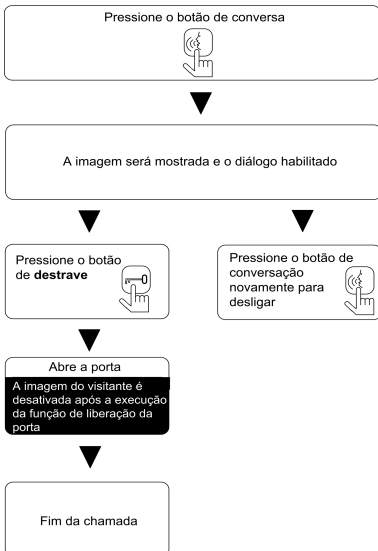 Pressione o botão de conversa
A imagem será mostrada e o diálogo habilitado
Pressione o botão
de destrave
Pressione o botão de
conversação
novamente para
desligar
Abre a porta
A imagem do visitante é
desativada após a execução
da função de liberação da
porta
Fim da chamada